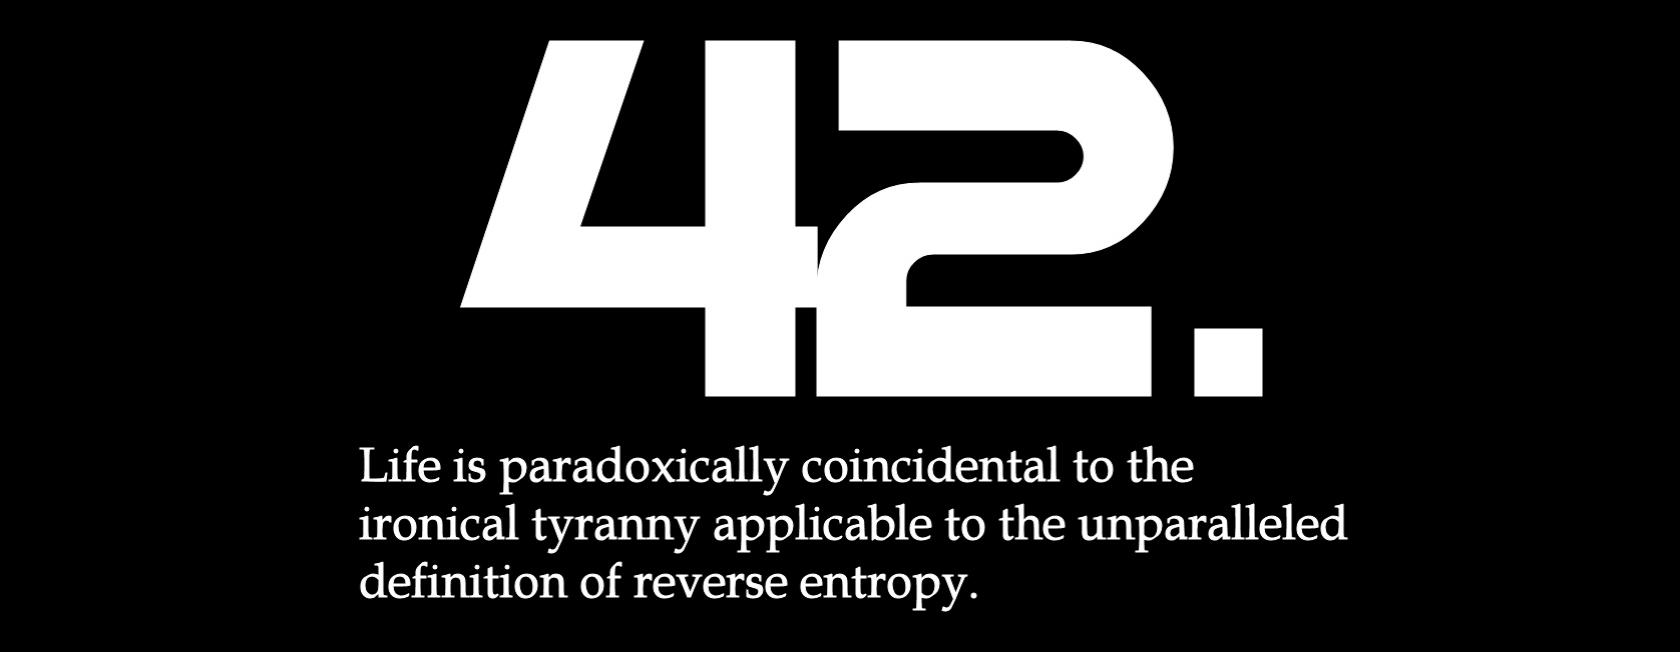 42.
Life is paradoxically coincidental to the
ironical tyranny applicable to the unparalleled
definition of reverse entropy.